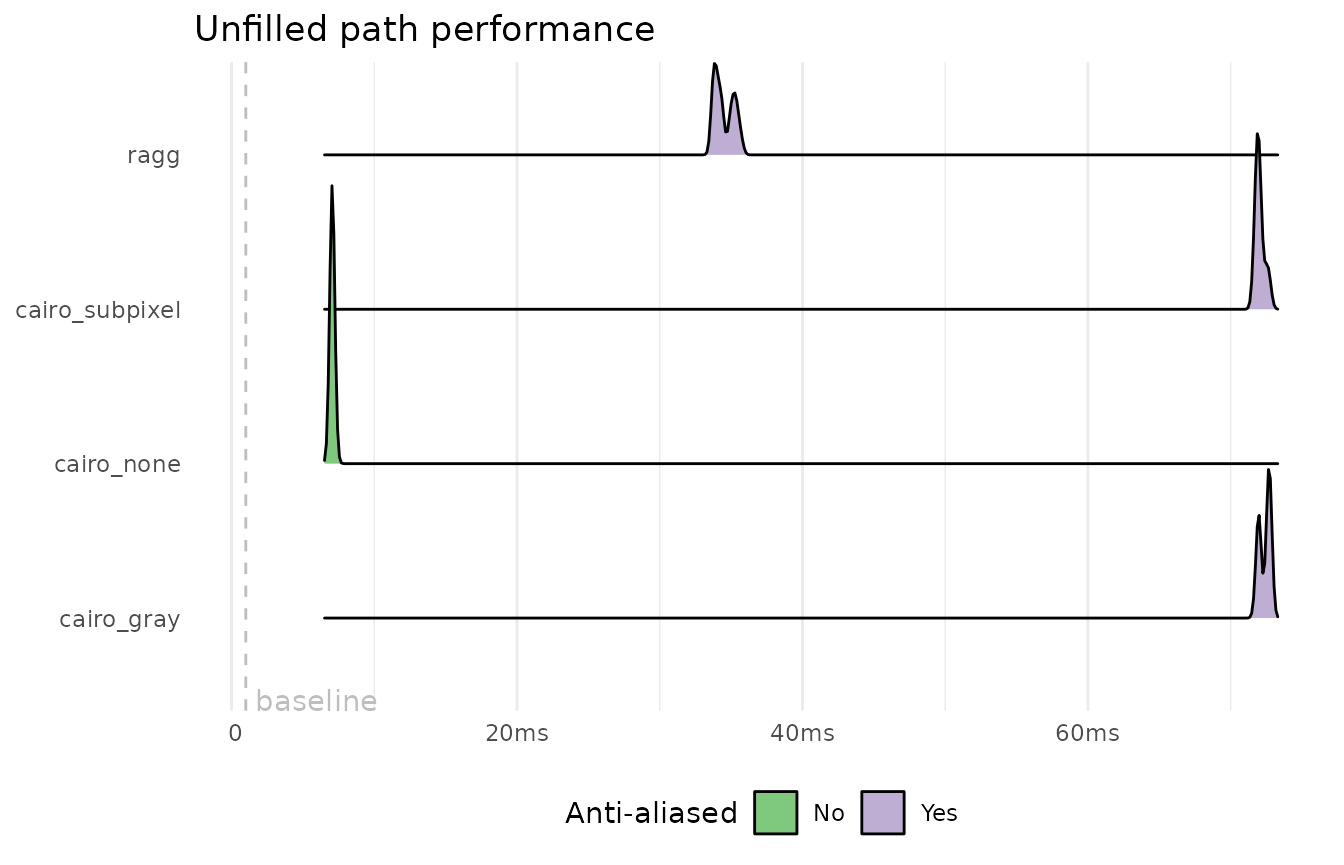 Unfilled path performance
ragg
cairo_subpixel
cairo_none
cairo_gray
baseline
0 20ms 40ms 60ms
Anti-aliased No Yes